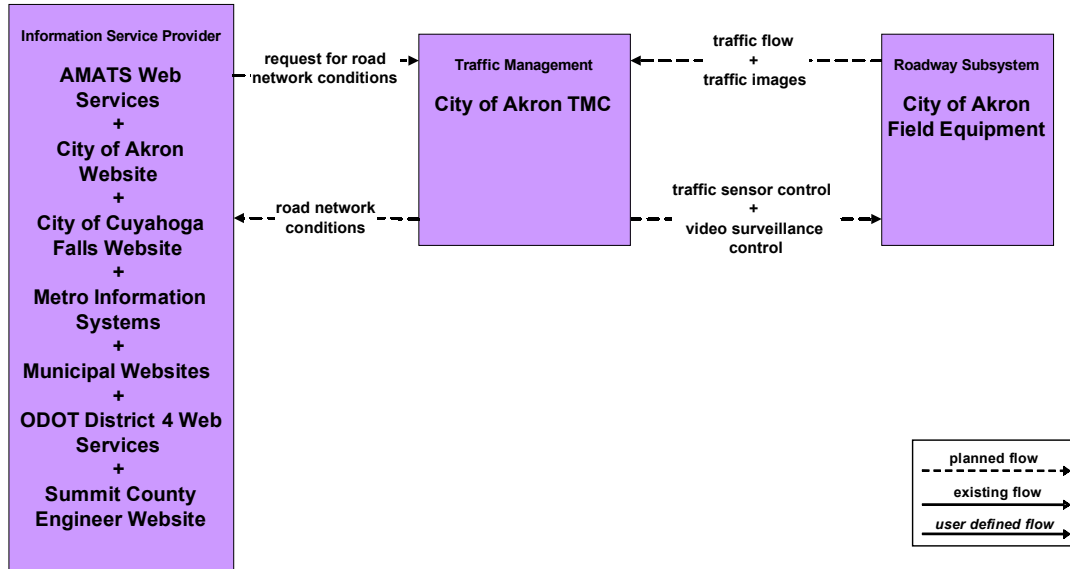 Information Service Provider
AMATS Web
Services
+
City of Akron
Website
+
City of Cuyahoga
Falls Website
+
Metro Information
Systems
+
Municipal Websites
+
ODOT District 4 Web
Services
+
Summit County
Engineer Website
request for road
network conditions
road network
conditions
Traffic Management
City of Akron TMC
traffic flow
+
traffic images
traffic sensor control
+
video surveillance
control
Roadway Subsystem
City of Akron
Field Equipment
planned flow
existing flow
user defined flow